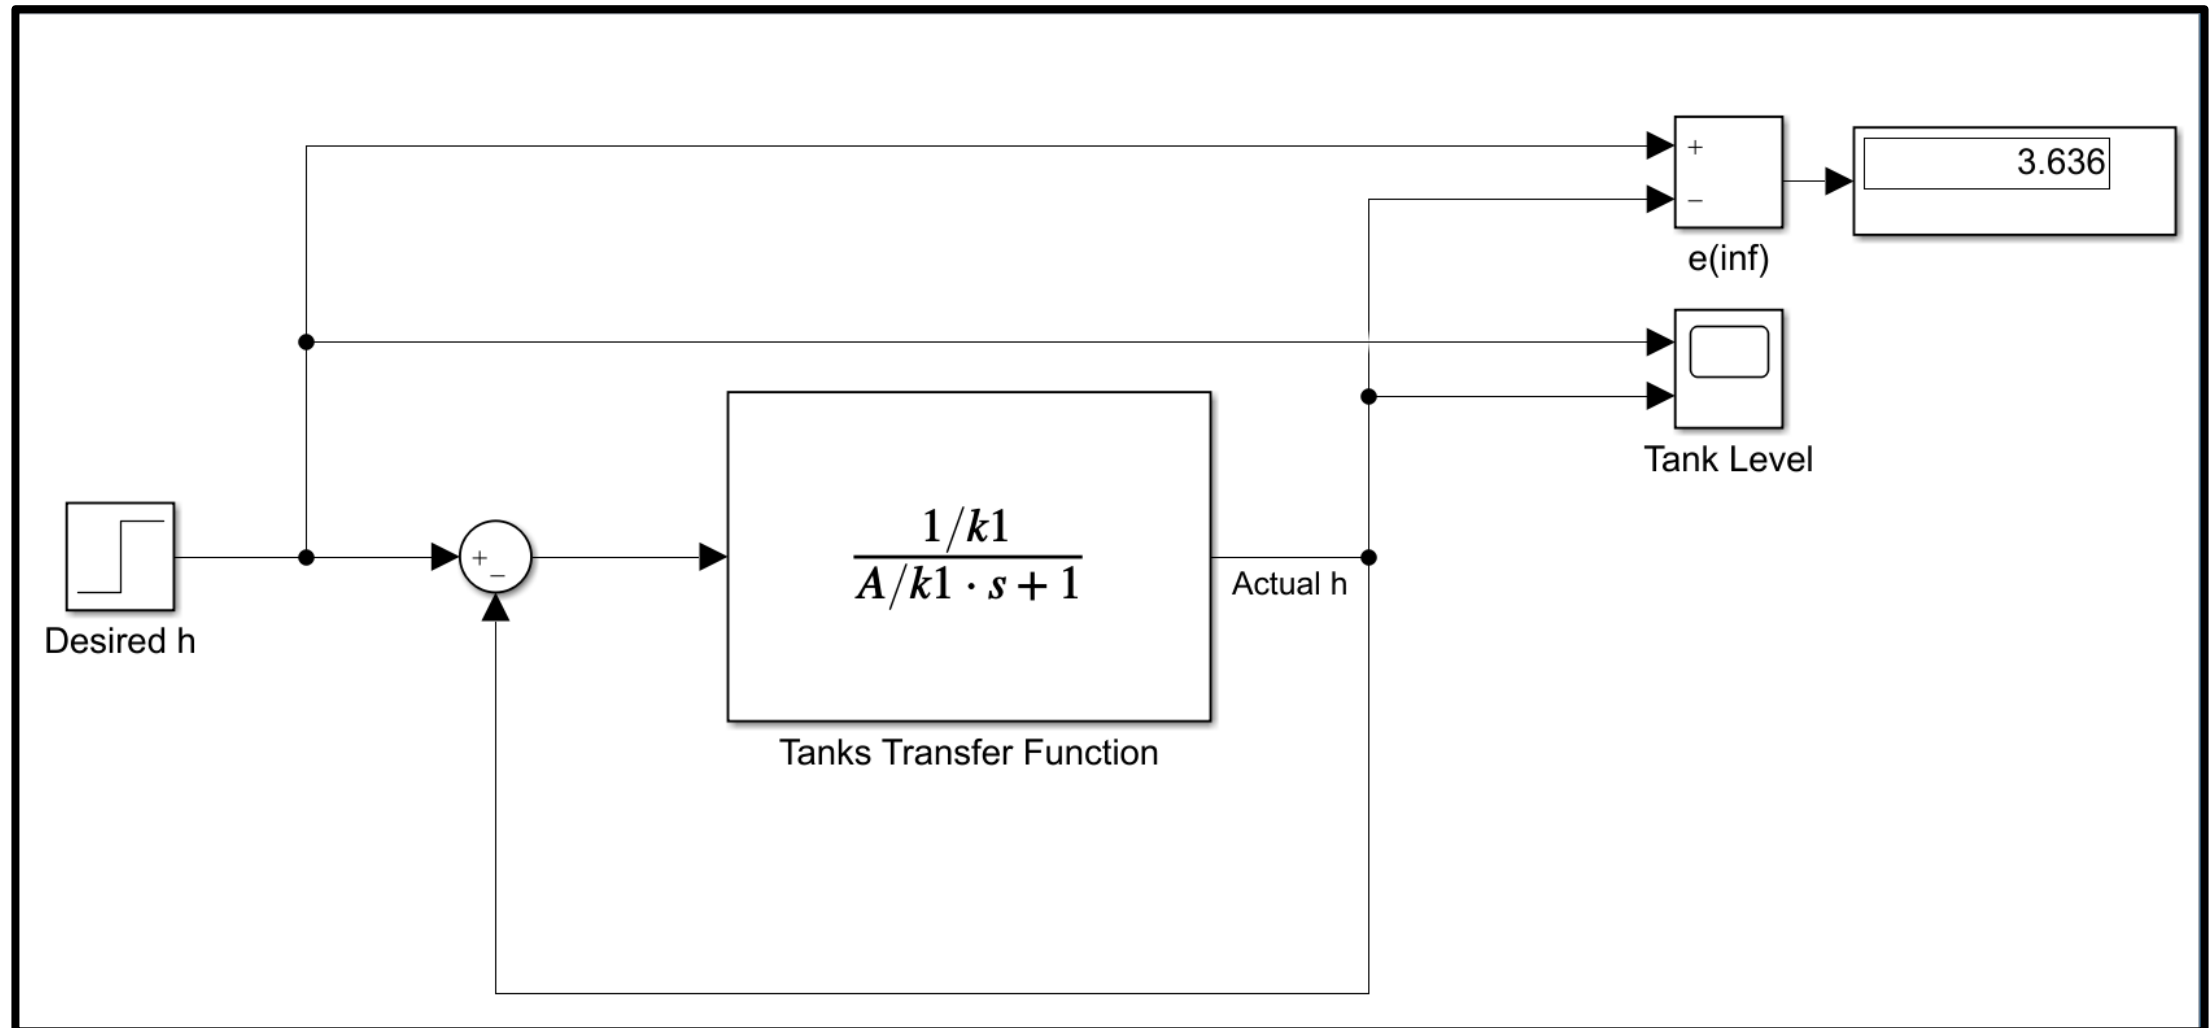 +
−
3.636
e(inf)
Tank Level
1/k1
A/k1 · s + 1
+
−
Actual h
Desired h
Tanks Transfer Function